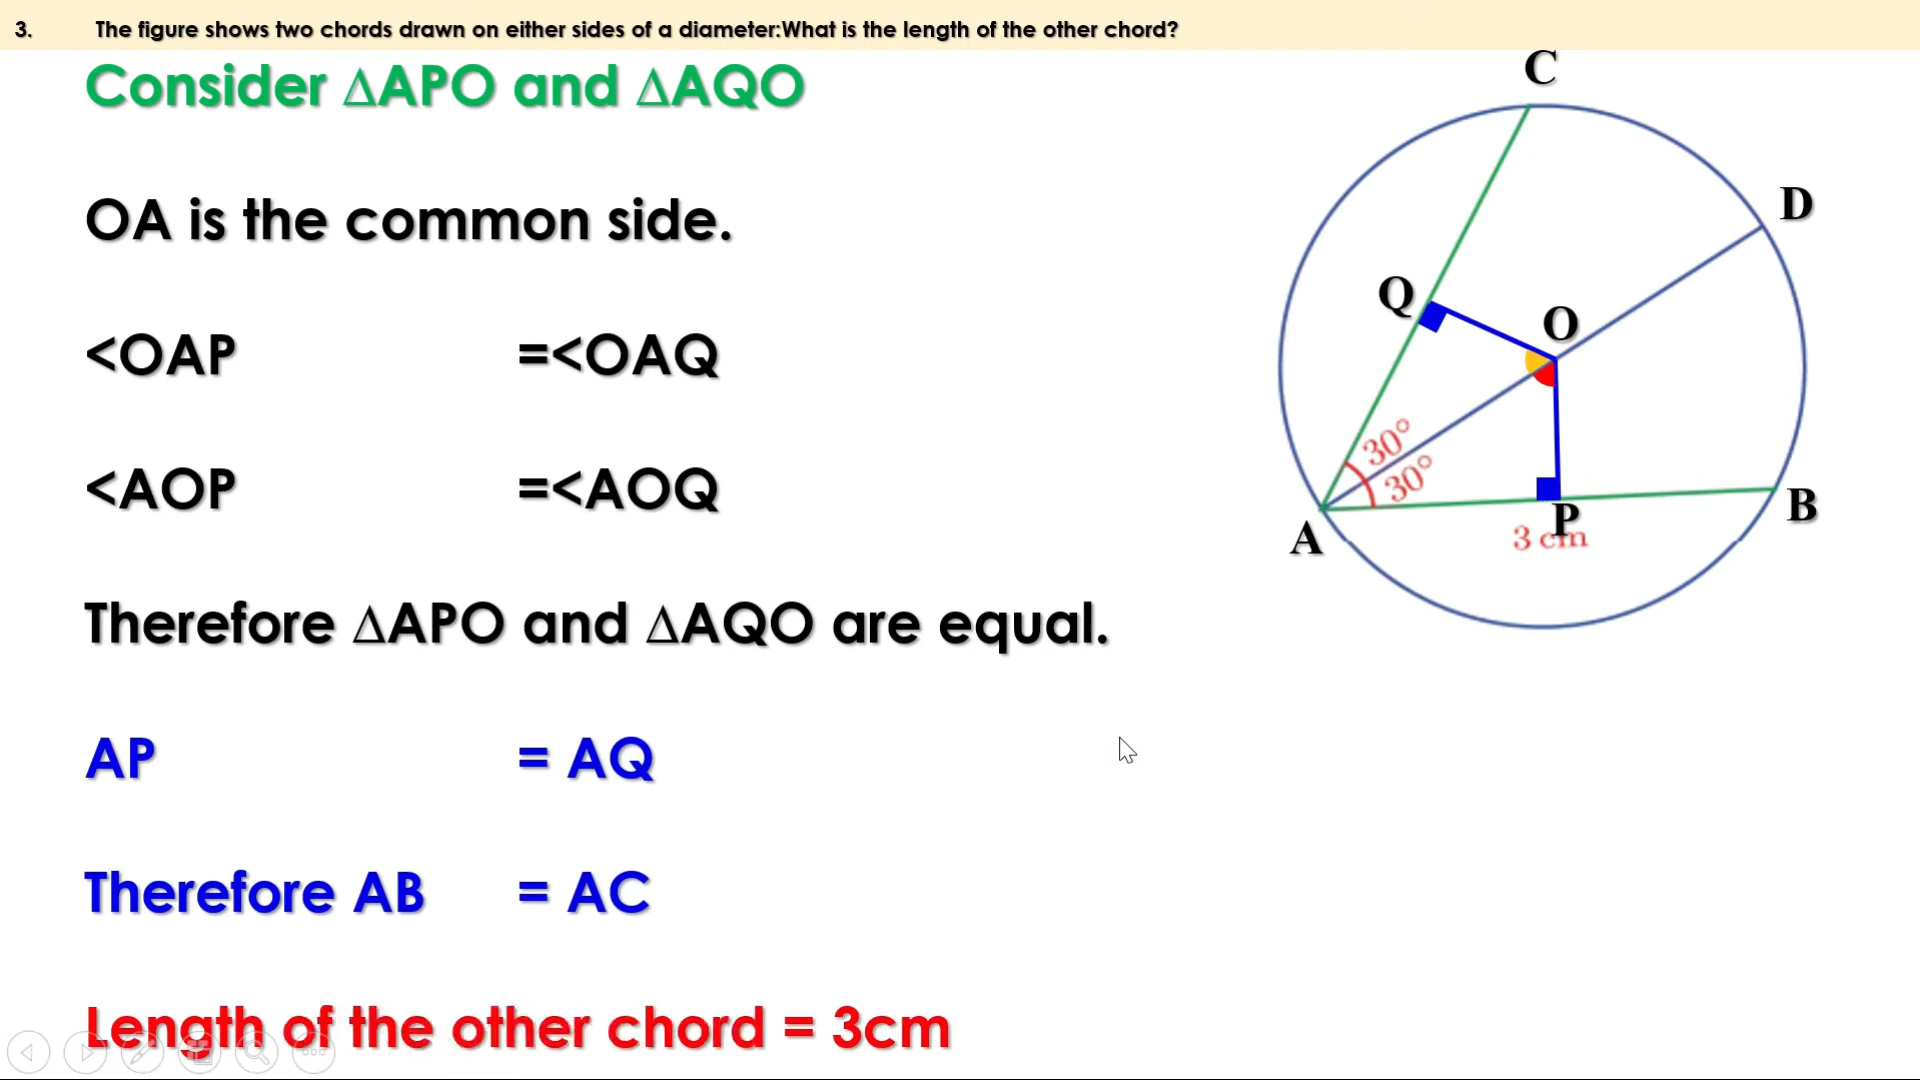 3. The figure shows two chords drawn on either sides of a diameter:What is the length of the other chord?
Consider ΔAPO and ΔAQO
OA is the common side.
<OAP =<OAQ
<AOP =<AOQ
Therefore ΔAPO and ΔAQO are equal.
AP = AQ
Therefore AB = AC
Length of the other chord = 3cm
C
D
Q
O
30°
30°
A
P
B
3 cm